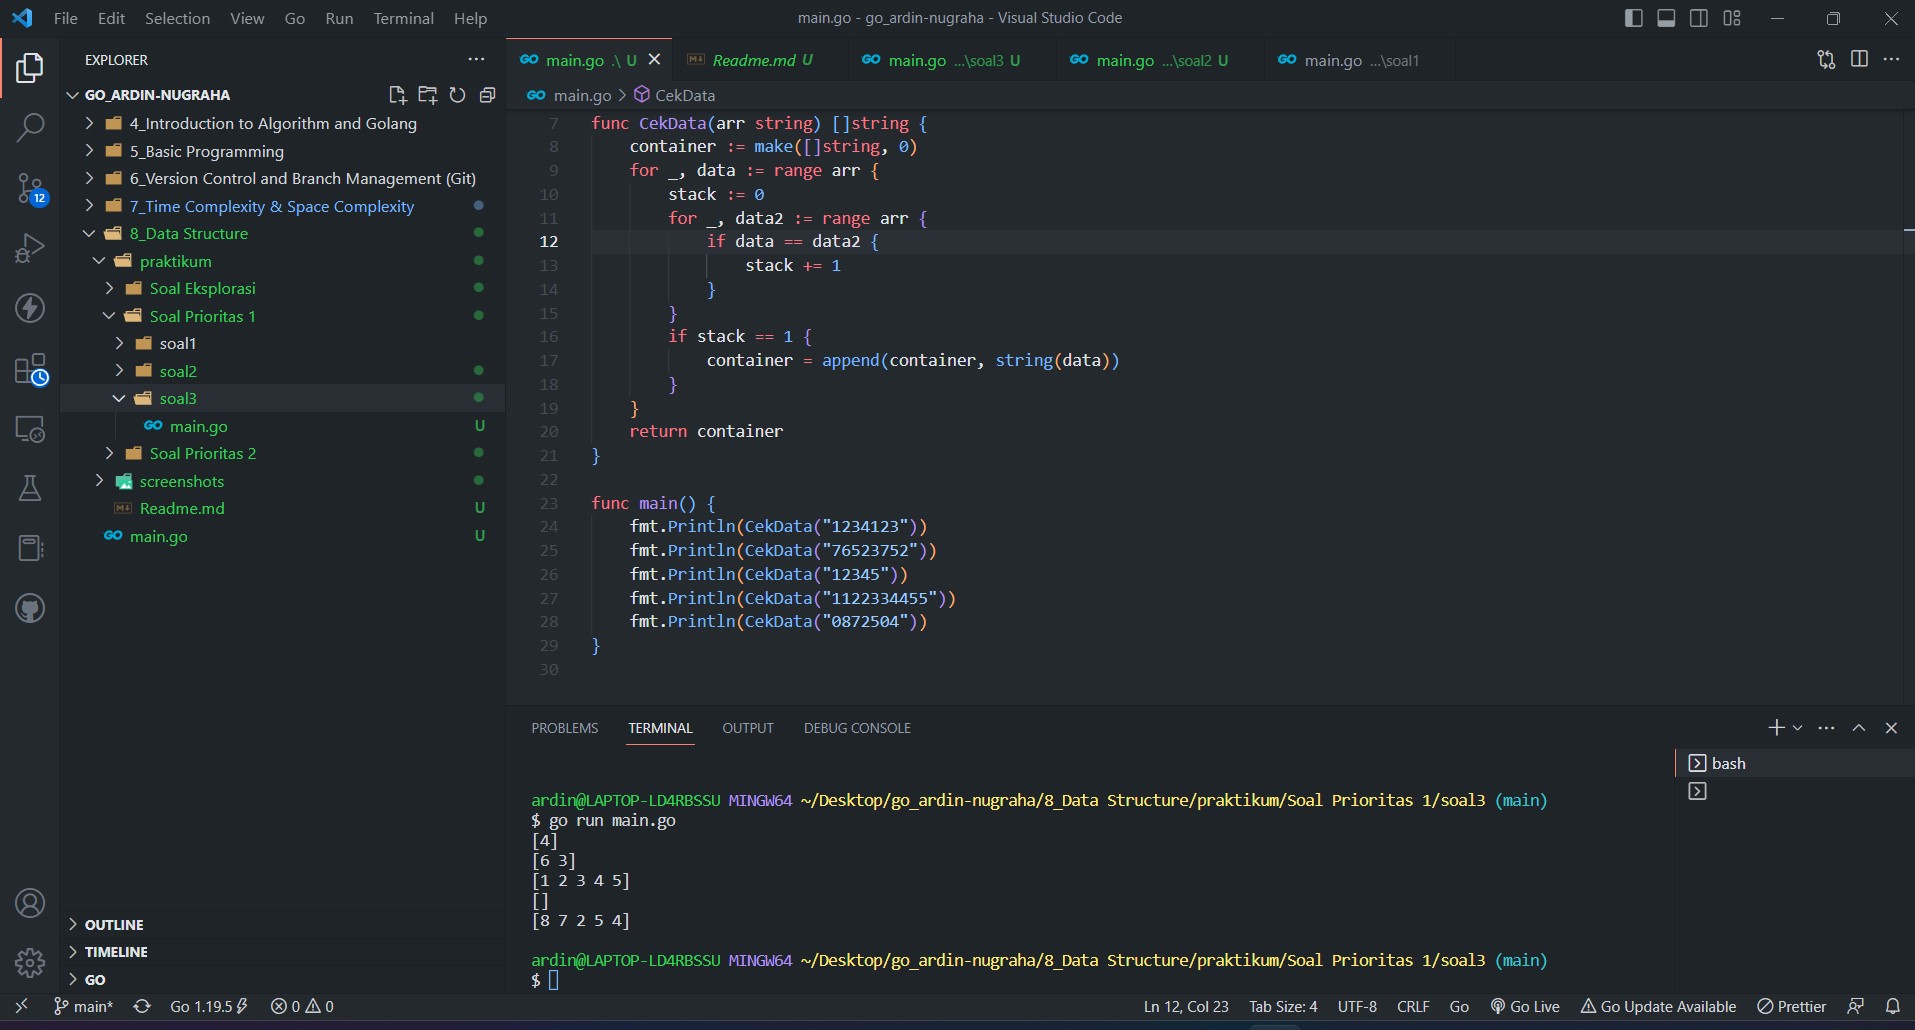 File Edit Selection View Go Run Terminal Help
main.go - go_ardin-nugraha - Visual Studio Code
EXPLORER
GO_ARDIN-NUGRAHA
4_Introduction to Algorithm and Golang
5_Basic Programming
6_Version Control and Branch Management (Git)
7_Time Complexity & Space Complexity
8_Data Structure
praktikum
Soal Eksplorasi
Soal Prioritas 1
soal1
soal2
soal3
GO main.go U
Soal Prioritas 2
screenshots
Readme.md U
GO main.go U
OUTLINE
TIMELINE
GO
12
GO main.go .\ U
Readme.md U
GO main.go ...\soal3 U
GO main.go ...\soal2 U
GO main.go ...\soal1
GO main.go > CekData
7 func CekData(arr string) []string {
8 container := make([]string, 0)
9 for _, data := range arr {
10 stack := 0
11 for _, data2 := range arr {
12 if data == data2 {
13 stack += 1
14 }
15 }
16 if stack == 1 {
17 container = append(container, string(data))
18 }
19 }
20 return container
21 }
22
23 func main() {
24 fmt.Println(CekData("1234123"))
25 fmt.Println(CekData("76523752"))
26 fmt.Println(CekData("12345"))
27 fmt.Println(CekData("1122334455"))
28 fmt.Println(CekData("0872504"))
29 }
30
PROBLEMS TERMINAL OUTPUT DEBUG CONSOLE
bash
ardin@LAPTOP-LD4RBSSU MINGW64 ~/Desktop/go_ardin-nugraha/8_Data Structure/praktikum/Soal Prioritas 1/soal3 (main)
$ go run main.go
[4]
[6 3]
[1 2 3 4 5]
[]
[8 7 2 5 4]
ardin@LAPTOP-LD4RBSSU MINGW64 ~/Desktop/go_ardin-nugraha/8_Data Structure/praktikum/Soal Prioritas 1/soal3 (main)
$
main* Go 1.19.5 0 0 Ln 12, Col 23 Tab Size: 4 UTF-8 CRLF Go Go Live Go Update Available Prettier